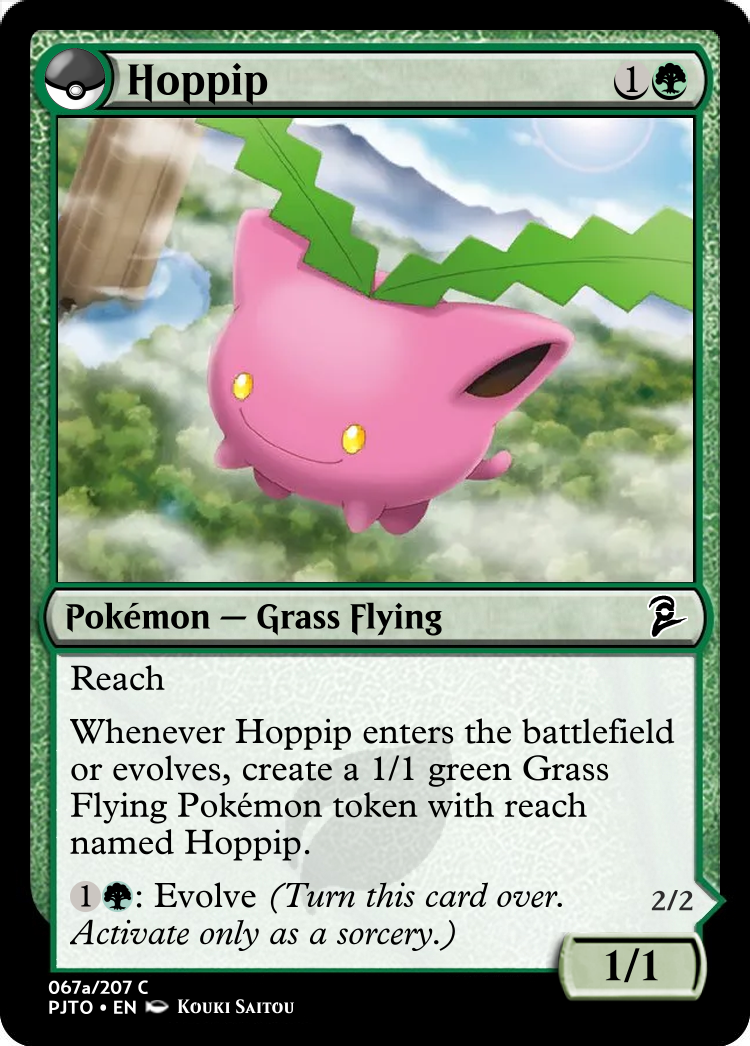 Hoppip 1
Pokémon — Grass Flying
Reach
Whenever Hoppip enters the battlefield
or evolves, create a 1/1 green Grass
Flying Pokémon token with reach
named Hoppip.
1 : Evolve (Turn this card over.
Activate only as a sorcery.)
2/2
1/1
067a/207 C
PJTO • EN Kouki Saitou